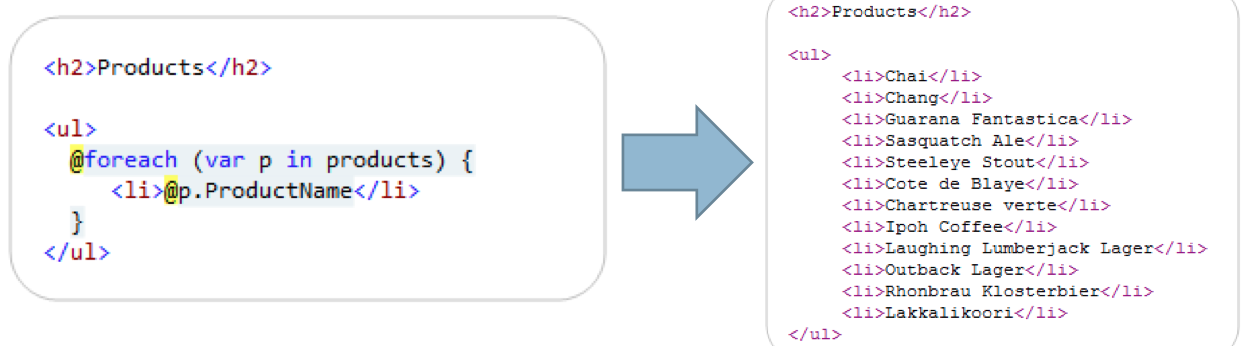 <h2>Products</h2>
<ul>
@foreach (var p in products) {
<li>@p.ProductName</li>
}
</ul>
<h2>Products</h2>
<ul>
<li>Chai</li>
<li>Chang</li>
<li>Guarana Fantastica</li>
<li>Sasquatch Ale</li>
<li>Steeleye Stout</li>
<li>Cote de Blaye</li>
<li>Chartreuse verte</li>
<li>Ipoh Coffee</li>
<li>Laughing Lumberjack Lager</li>
<li>Outback Lager</li>
<li>Rhonbrau Klosterbier</li>
<li>Lakkalikoori</li>
</ul>